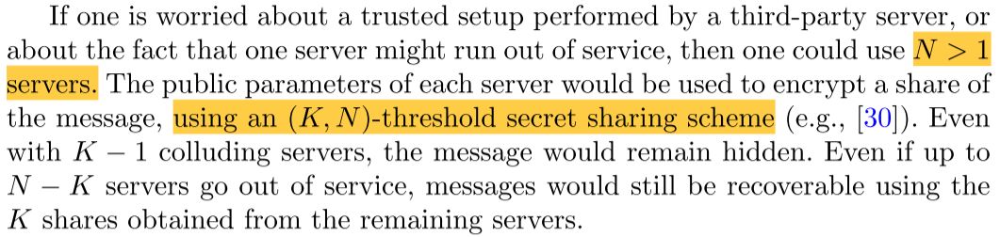 If one is worried about a trusted setup performed by a third-party server, or
about the fact that one server might run out of service, then one could use N > 1
servers. The public parameters of each server would be used to encrypt a share of
the message, using an (K, N)-threshold secret sharing scheme (e.g., [30]). Even
with K − 1 colluding servers, the message would remain hidden. Even if up to
N − K servers go out of service, messages would still be recoverable using the
K shares obtained from the remaining servers.